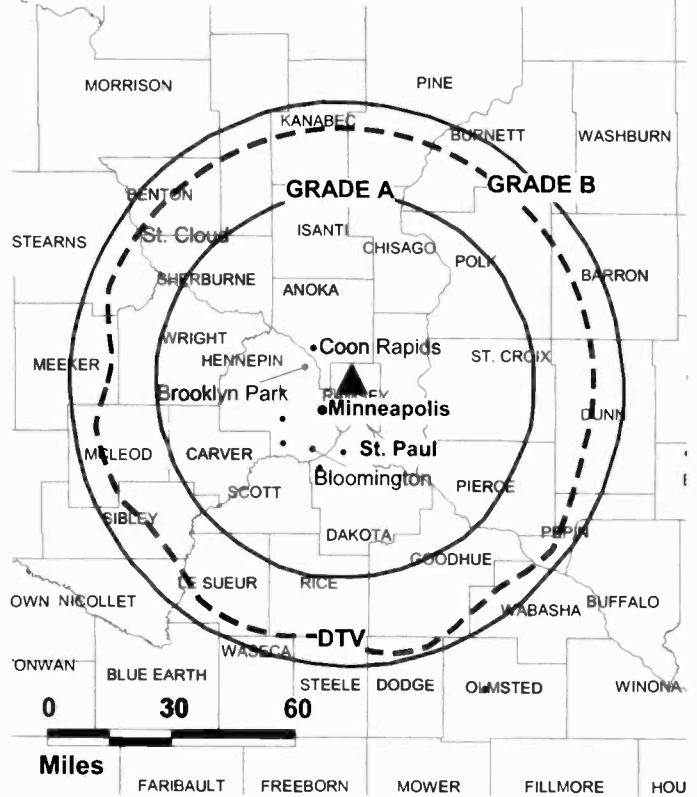 MORRISON
PINE
KANABEC
BURNETT
WASHBURN
BENTON
GRADE A
GRADE B
STEARNS
St. Cloud
ISANTI
CHISAGO
POLK
SHERBURNE
ANOKA
BARRON
WRIGHT
Coon Rapids
MEEKER
HENNEPIN
ST. CROIX
Brooklyn Park
Minneapolis
DUNN
MCLEOD
CARVER
St. Paul
Bloomington
SCOTT
PIERCE
SIBLEY
DAKOTA
PEPIN
GOODHUE
LE SUEUR
RICE
OWN
NICOLLET
WABASHA
BUFFALO
DTV
WASECA
ONWAN
BLUE EARTH
STEELE
DODGE
OLMSTED
WINONA
0 30 60
Miles
FARIBAULT
FREEBORN
MOWER
FILLMORE
HOU